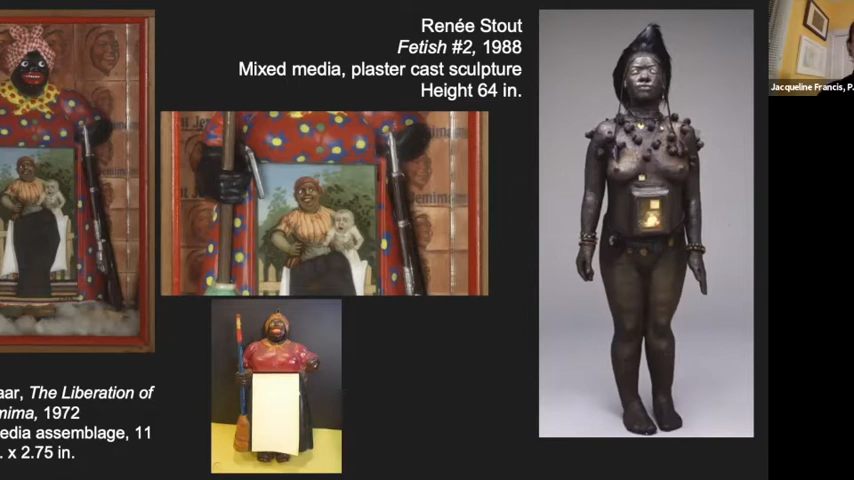 Renée Stout
Fetish #2, 1988
Mixed media, plaster cast sculpture
Height 64 in.
Jacqueline Francis, P.
Jemima
aar, The Liberation of
mima, 1972
edia assemblage, 11
. x 2.75 in.